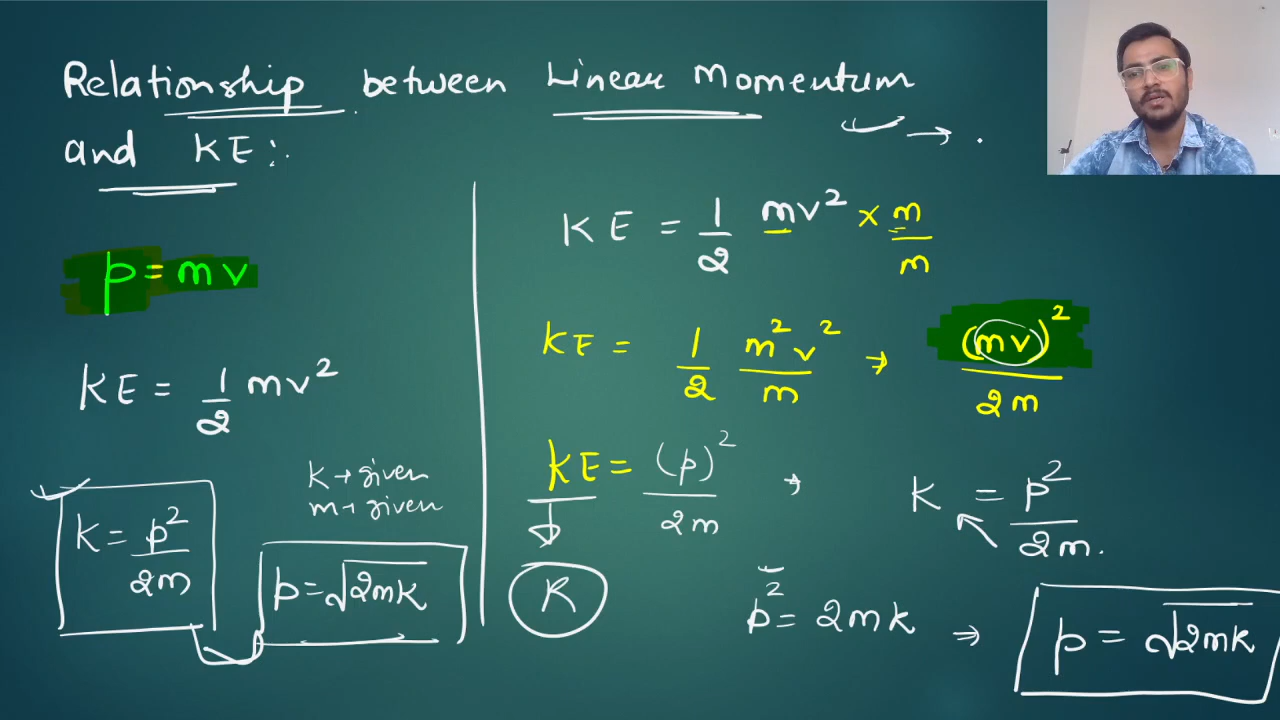 Relationship between Linear Momentum
and KE:
p = mv
KE = 1/2 mv²
K → given
m → given
K = p²/2m
p = √2mK
KE = 1/2 mv² × m/m
KE = 1/2 m²v²/m → (mv)²/2m
KE = (p)²/2m → K = p²/2m.
K
p² = 2mK ⇒ p = √2mK